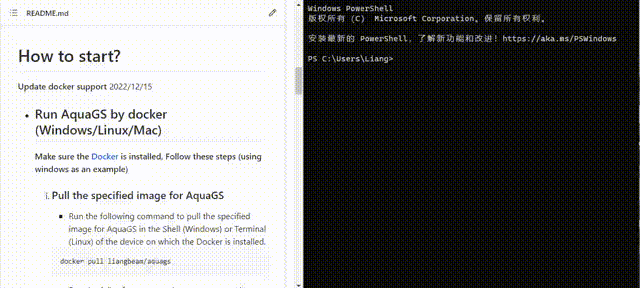 README.md
How to start?
Update docker support 2022/12/15
Run AquaGS by docker
(Windows/Linux/Mac)
Make sure the Docker is installed. Follow these steps (using
windows as an example)
i. Pull the specified image for AquaGS
Run the following command to pull the specified
image for AquaGS in the Shell (Windows) or Terminal
(Linux) of the device on which the Docker is installed.
docker pull liangbeam/aquags
Windows PowerShell
版权所有 (C) Microsoft Corporation。保留所有权利。
安装最新的 PowerShell，了解新功能和改进！https://aka.ms/PSWindows
PS C:\Users\Liang>